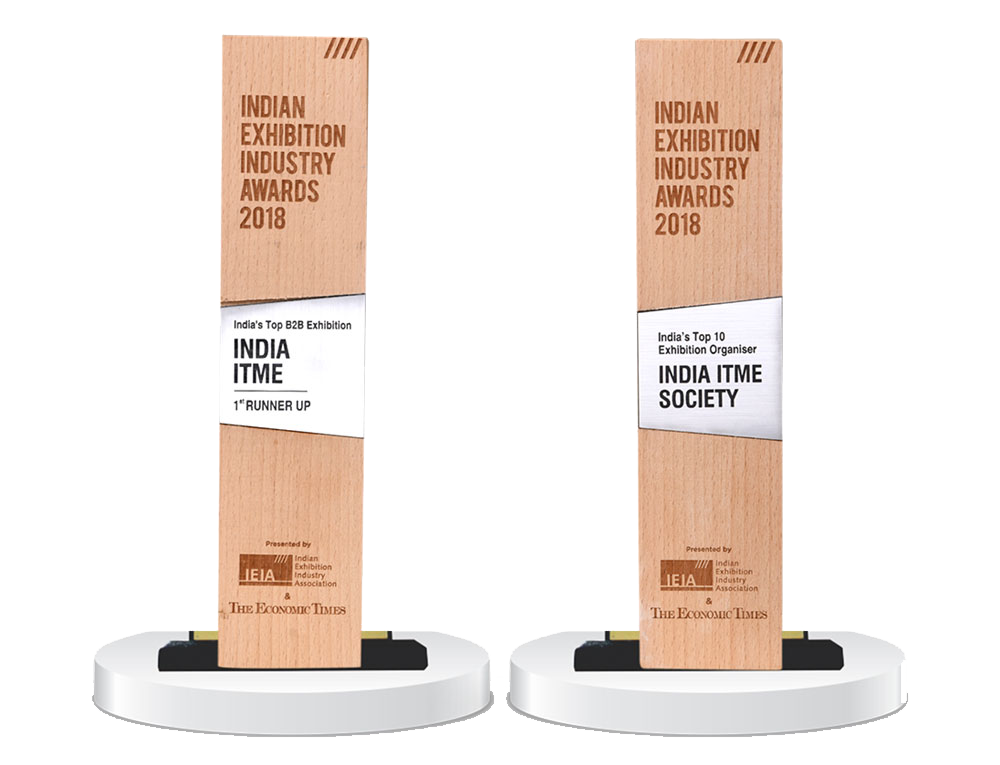 INDIAN
EXHIBITION
INDUSTRY
AWARDS
2018
India's Top B2B Exhibition
INDIA
ITME
1st RUNNER UP
Presented by
IEIA
Indian
Exhibition
Industry
Association
&
THE ECONOMIC TIMES
INDIAN
EXHIBITION
INDUSTRY
AWARDS
2018
India's Top 10
Exhibition Organiser
INDIA ITME
SOCIETY
Presented by
IEIA
Indian
Exhibition
Industry
Association
&
THE ECONOMIC TIMES